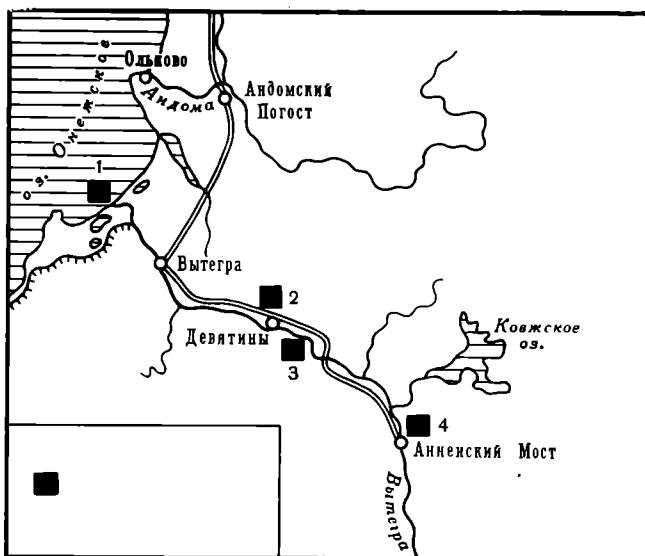 Ольково
оз. Онежское
Андома
Андомский
Погост
1
Вытегра
2
Девятины
3
Ковжское
оз.
4
Анненский Мост
Вытегра